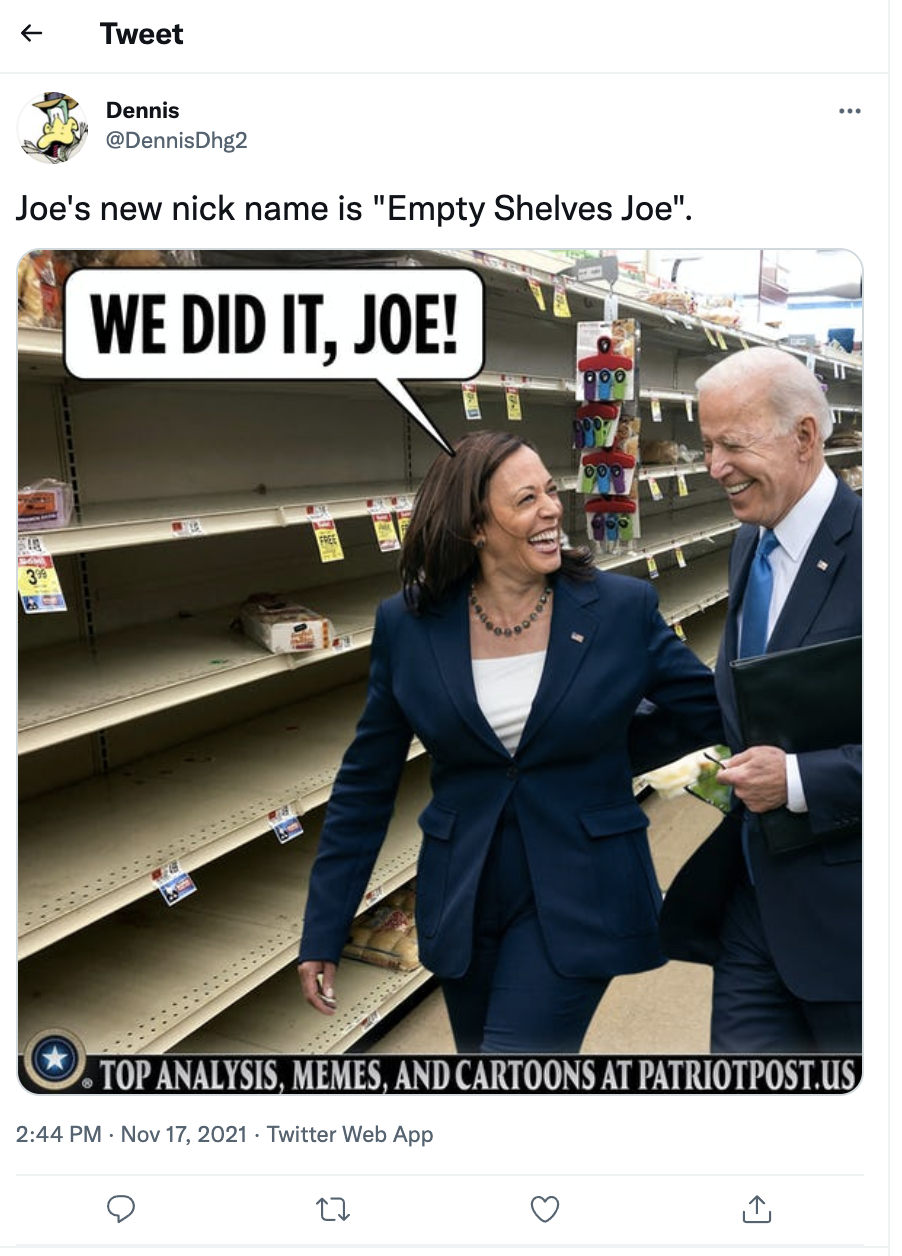 Tweet
Dennis
@DennisDhg2
Joe's new nick name is "Empty Shelves Joe".
WE DID IT, JOE!
FREE
3.99
® TOP ANALYSIS, MEMES, AND CARTOONS AT PATRIOTPOST.US
2:44 PM · Nov 17, 2021 · Twitter Web App